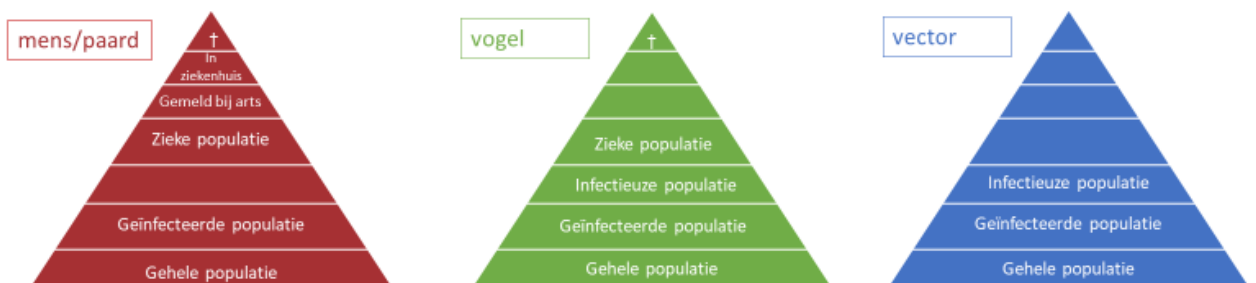 mens/paard
†
In
ziekenhuis
Gemeld bij arts
Zieke populatie
Geïnfecteerde populatie
Gehele populatie
vogel
†
Zieke populatie
Infectieuze populatie
Geïnfecteerde populatie
Gehele populatie
vector
Infectieuze populatie
Geïnfecteerde populatie
Gehele populatie